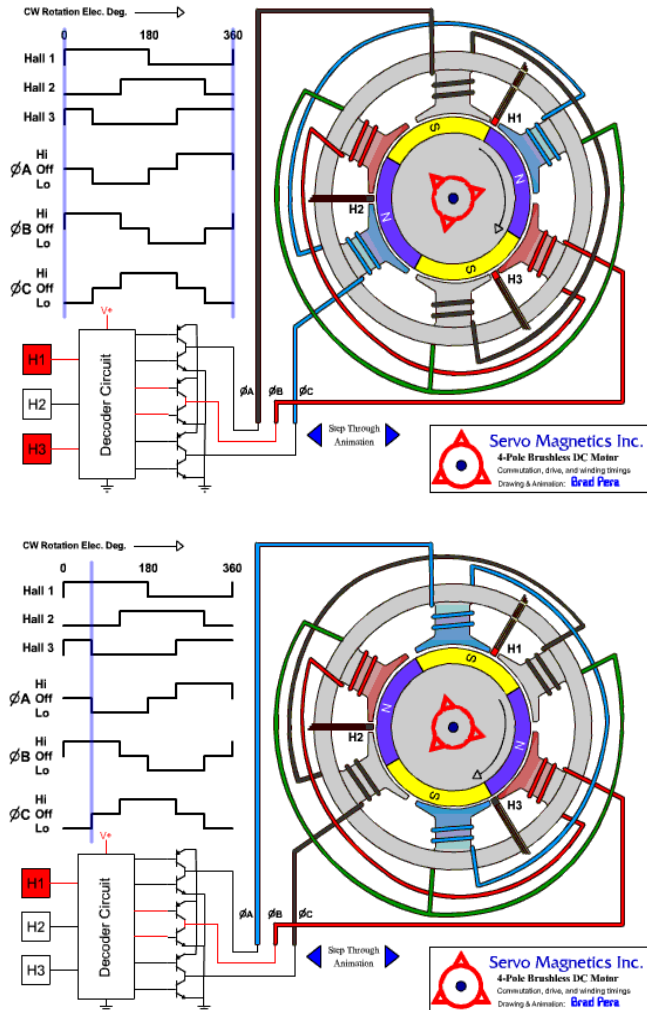 CW Rotation Elec. Deg.
0
360
180
Hall 1
Hall 2
Hall 3
Hi
ØA Off
Lo
Hi
ØB Off
Lo
Hi
ØC Off
Lo
V+
H1
H2
H3
Decoder Circuit
ØA
ØB
ØC
S
N
N
S
H1
H2
H3
Step Through
Animation
Servo Magnetics Inc.
4-Pole Brushless DC Motor
Commutation, drive, and winding timings
Drawing & Animation: Brad Pera
CW Rotation Elec. Deg.
0
180
360
Hall 1
Hall 2
Hall 3
Hi
ØA Off
Lo
Hi
ØB Off
Lo
Hi
ØC Off
Lo
V+
H1
H2
H3
Decoder Circuit
ØA
ØB
ØC
S
N
N
S
H1
H2
H3
Step Through
Animation
Servo Magnetics Inc.
4-Pole Brushless DC Motor
Commutation, drive, and winding timings
Drawing & Animation: Brad Pera